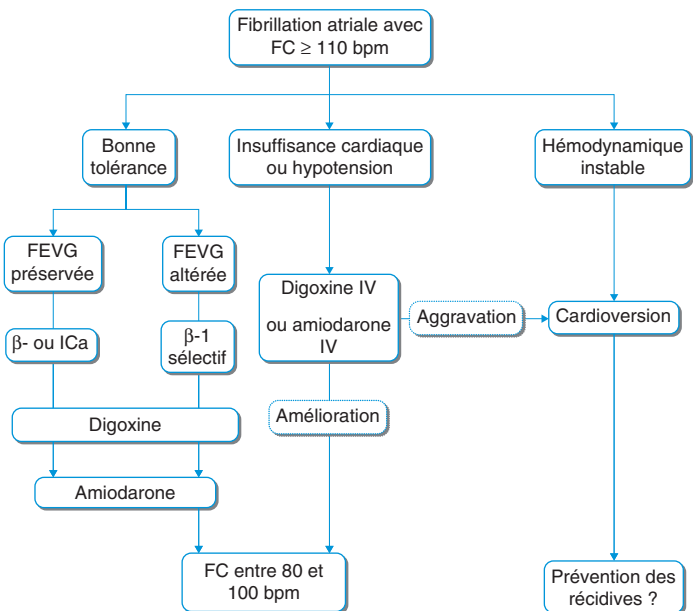 Fibrillation atriale avec
FC ≥ 110 bpm
Bonne
tolérance
Insuffisance cardiaque
ou hypotension
Hémodynamique
instable
FEVG
préservée
FEVG
altérée
Digoxine IV
ou amiodarone
IV
Aggravation
Cardioversion
β- ou ICa
β-1
sélectif
Digoxine
Amélioration
Amiodarone
FC entre 80 et
100 bpm
Prévention des
récidives ?